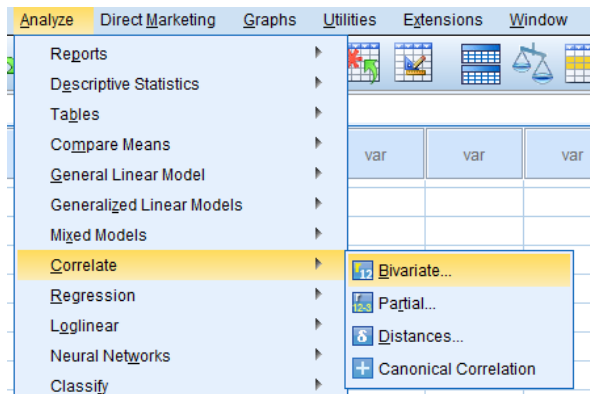 Analyze Direct Marketing Graphs Utilities Extensions Window
Reports
Descriptive Statistics
Tables
Compare Means
var var var
General Linear Model
Generalized Linear Models
Mixed Models
Correlate
Bivariate...
Regression
Partial...
Loglinear
Distances...
Neural Networks
Canonical Correlation
Classify